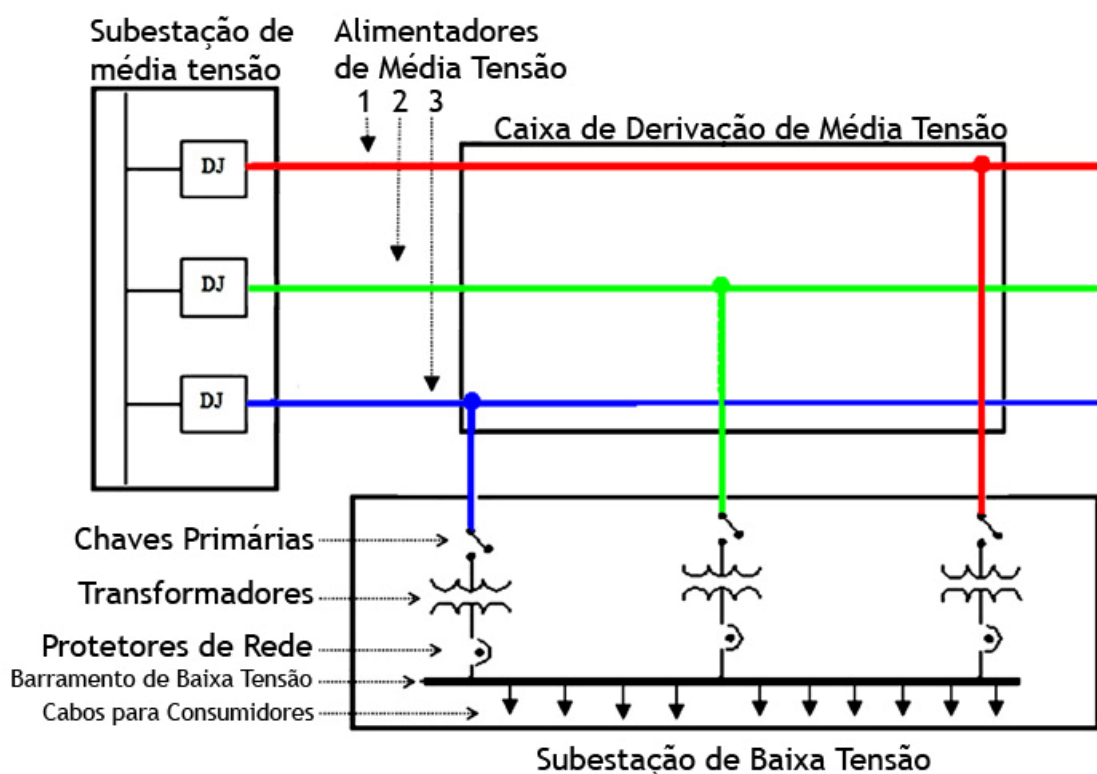 Subestação de
média tensão
Alimentadores
de Média Tensão
1 2 3
Caixa de Derivação de Média Tensão
DJ
DJ
DJ
Chaves Primárias
Transformadores
Protetores de Rede
Barramento de Baixa Tensão
Cabos para Consumidores
Subestação de Baixa Tensão